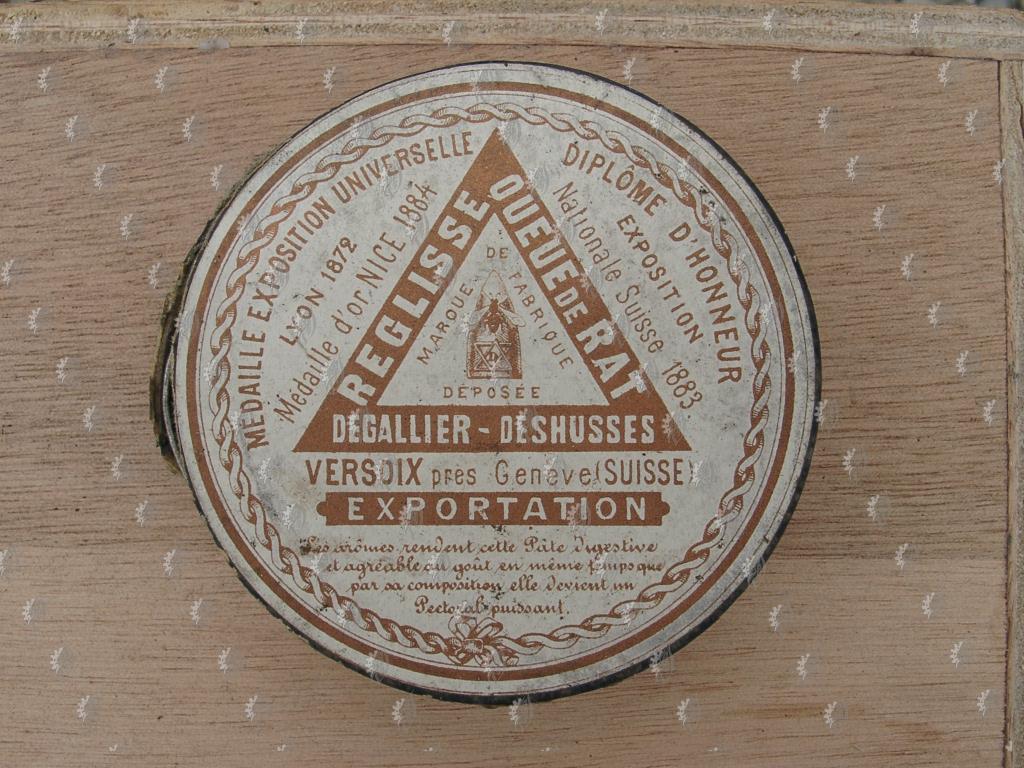 MÉDAILLE EXPOSITION UNIVERSELLE
LYON 1872
Médaille d'or NICE 1884
DIPLÔME D'HONNEUR
EXPOSITION
Nationale Suisse 1883.
REGLISSE
QUEUE DE RAT
MARQUE DE FABRIQUE
DÉPOSÉE
DÉGALLIER - DESHUSSES
VERSOIX près Genève (SUISSE)
EXPORTATION
Les arômes rendent cette Pâte digestive
et agréable au goût en même temps que
par sa composition elle devient un
Pectoral puissant.